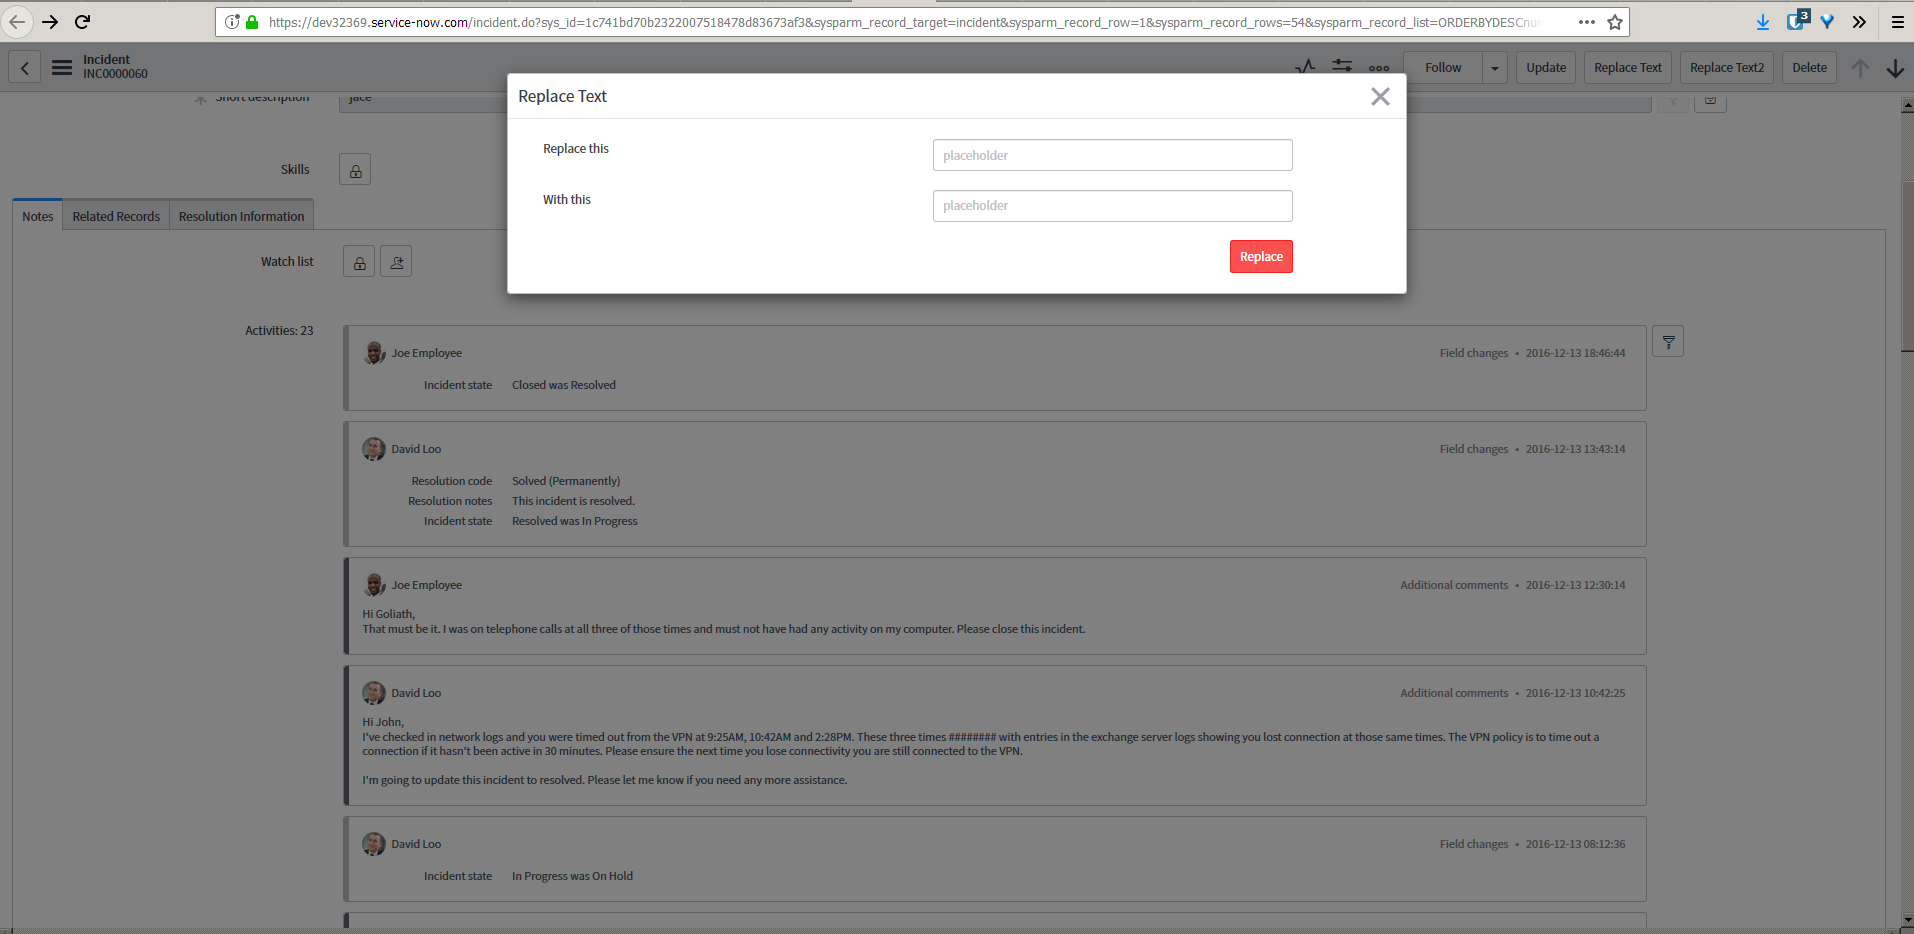 https://dev32369.service-now.com/incident.do?sys_id=1c741bd70b2322007518478d83673af3&sysparm_record_target=incident&sysparm_record_row=1&sysparm_record_rows=54&sysparm_record_list=ORDERBYDESCnu
3
Incident
INC0000060
Follow
Update
Replace Text
Replace Text2
Delete
Short description
jace
Replace Text
Replace this
placeholder
With this
placeholder
Replace
Skills
Notes
Related Records
Resolution Information
Watch list
Activities: 23
Joe Employee
Field changes • 2016-12-13 18:46:44
Incident state Closed was Resolved
David Loo
Field changes • 2016-12-13 13:43:14
Resolution code Solved (Permanently)
Resolution notes This incident is resolved.
Incident state Resolved was In Progress
Joe Employee
Additional comments • 2016-12-13 12:30:14
Hi Goliath,
That must be it. I was on telephone calls at all three of those times and must not have had any activity on my computer. Please close this incident.
David Loo
Additional comments • 2016-12-13 10:42:25
Hi John,
I've checked in network logs and you were timed out from the VPN at 9:25AM, 10:42AM and 2:28PM. These three times ######## with entries in the exchange server logs showing you lost connection at those same times. The VPN policy is to time out a
connection if it hasn't been active in 30 minutes. Please ensure the next time you lose connectivity you are still connected to the VPN.
I'm going to update this incident to resolved. Please let me know if you need any more assistance.
David Loo
Field changes • 2016-12-13 08:12:36
Incident state In Progress was On Hold